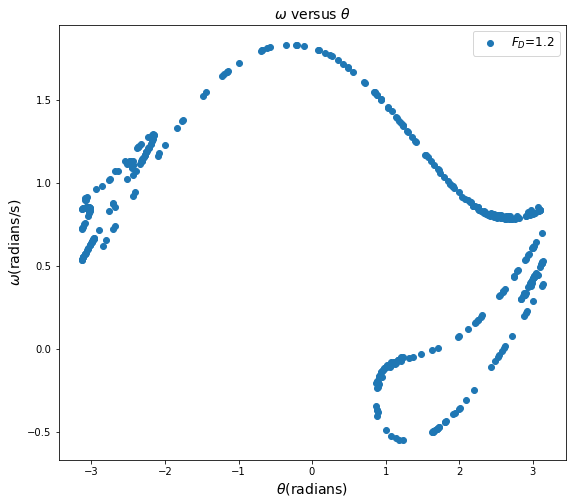 ω versus θ
F_D=1.2
ω(radians/s)
1.5
1.0
0.5
0.0
−0.5
−3 −2 −1 0 1 2 3
θ(radians)